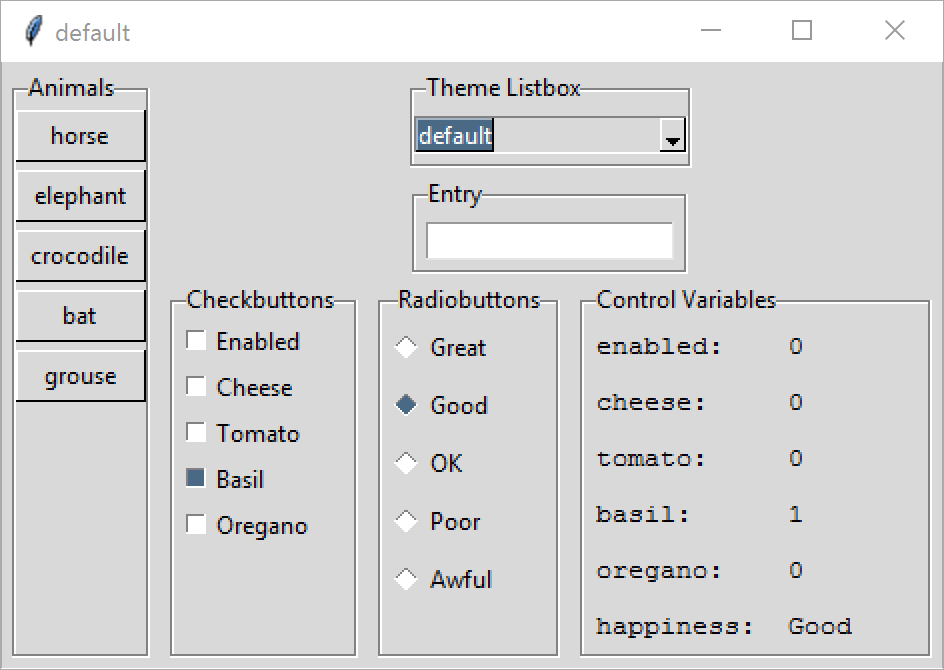 default
Animals
horse
elephant
crocodile
bat
grouse
Theme Listbox
default
Entry
Checkbuttons
Enabled
Cheese
Tomato
Basil
Oregano
Radiobuttons
Great
Good
OK
Poor
Awful
Control Variables
enabled: 0
cheese: 0
tomato: 0
basil: 1
oregano: 0
happiness: Good